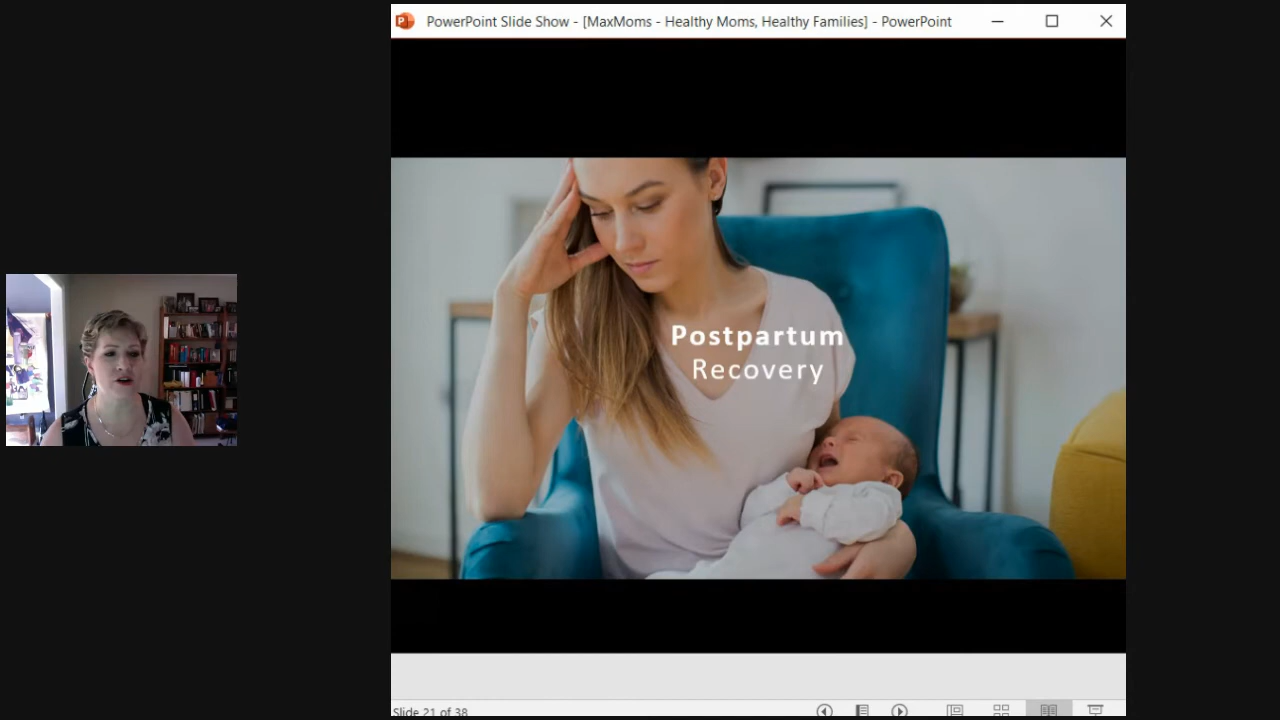 PowerPoint Slide Show - [MaxMoms - Healthy Moms, Healthy Families] - PowerPoint
Postpartum
Recovery
Slide 21 of 38